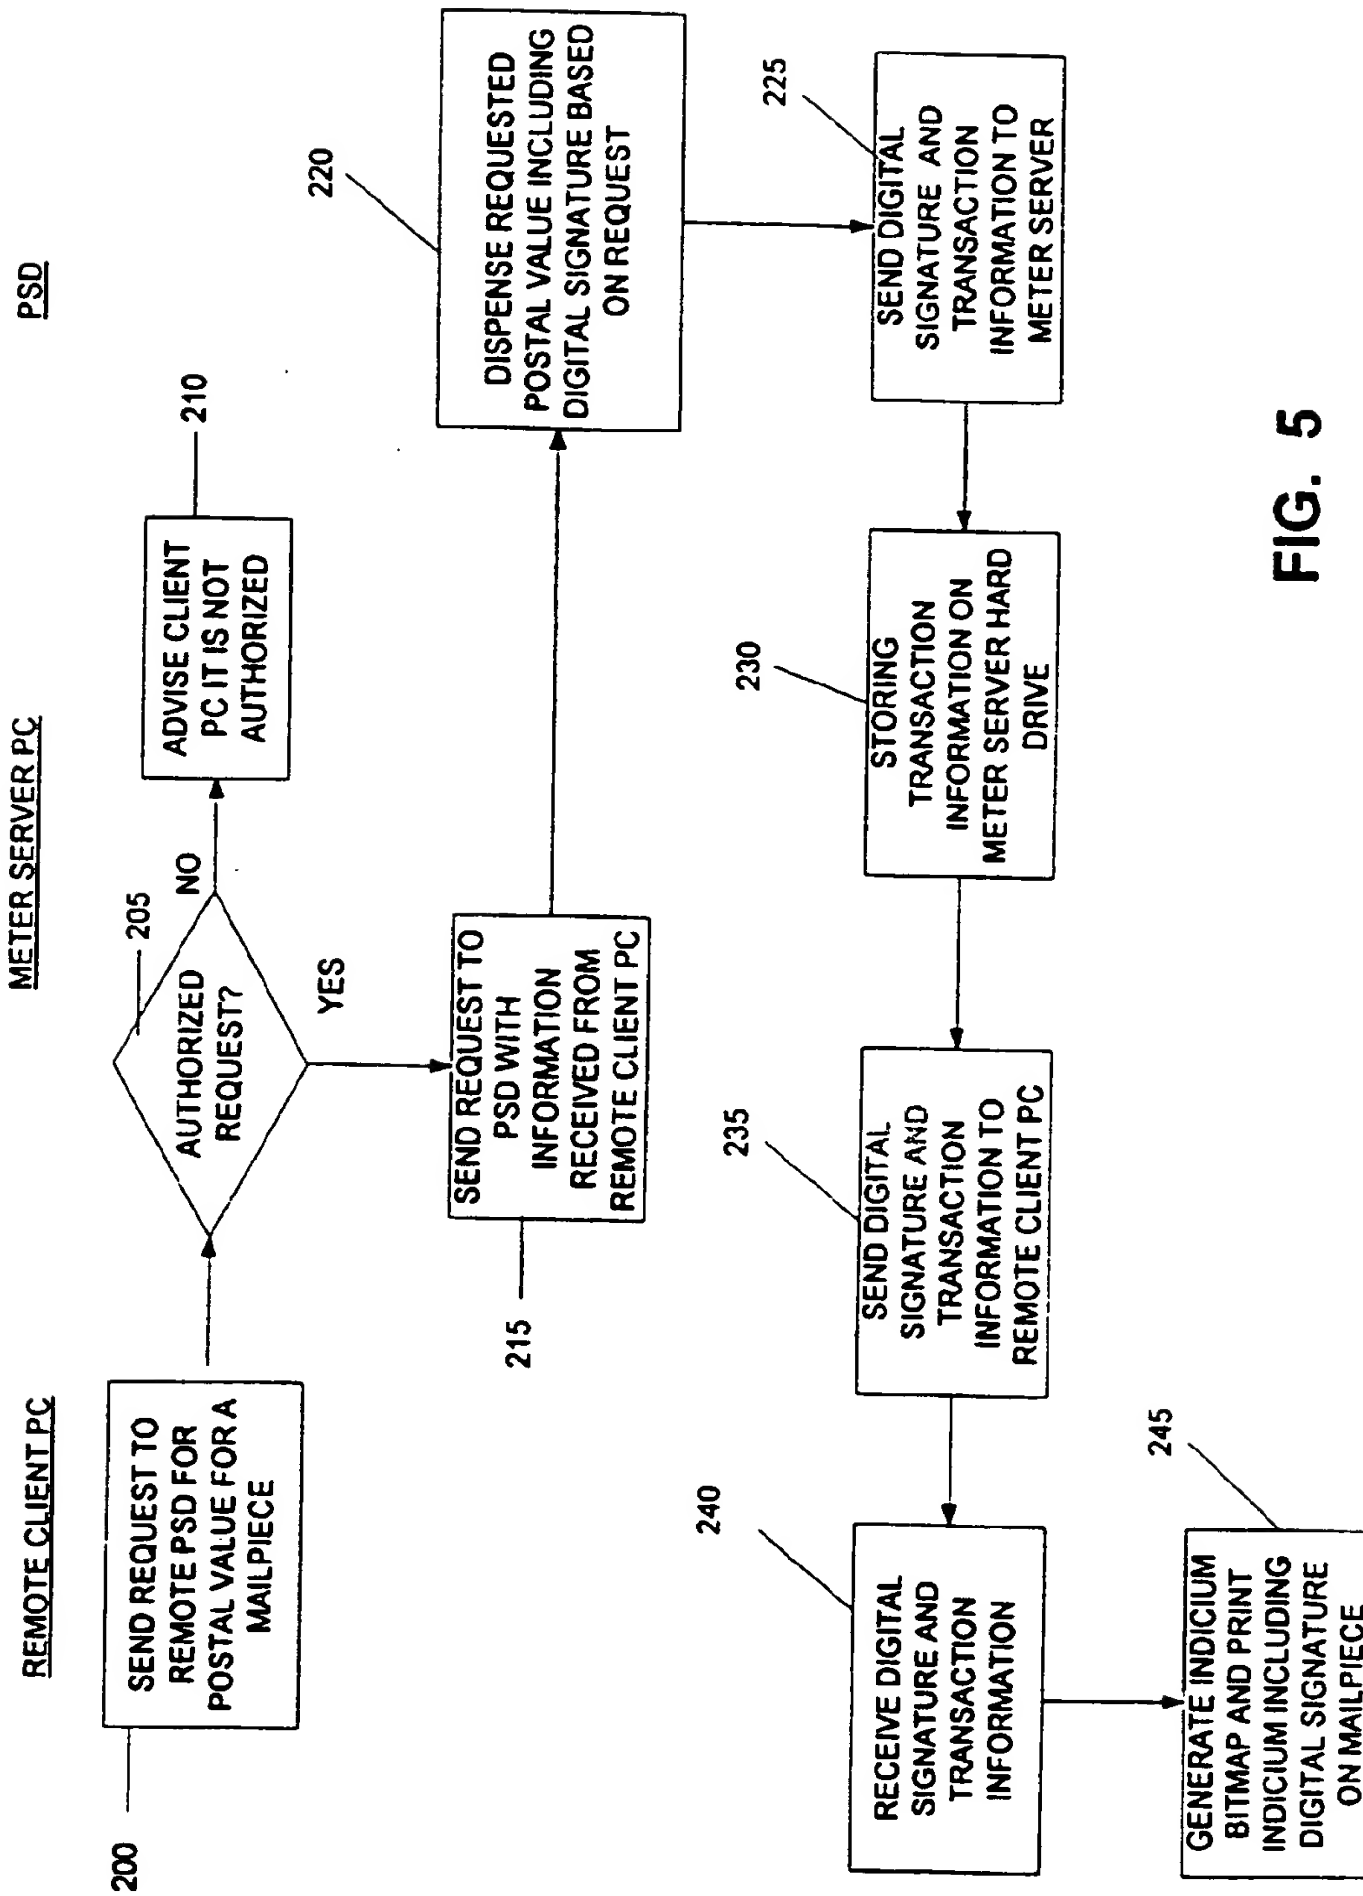 REMOTE CLIENT PC
METER SERVER PC
PSD
200
SEND REQUEST TO
REMOTE PSD FOR
POSTAL VALUE FOR A
MAILPIECE
205
AUTHORIZED
REQUEST?
NO
210
ADVISE CLIENT
PC IT IS NOT
AUTHORIZED
YES
215
SEND REQUEST TO
PSD WITH
INFORMATION
RECEIVED FROM
REMOTE CLIENT PC
220
DISPENSE REQUESTED
POSTAL VALUE INCLUDING
DIGITAL SIGNATURE BASED
ON REQUEST
225
SEND DIGITAL
SIGNATURE AND
TRANSACTION
INFORMATION TO
METER SERVER
230
STORING
TRANSACTION
INFORMATION ON
METER SERVER HARD
DRIVE
235
SEND DIGITAL
SIGNATURE AND
TRANSACTION
INFORMATION TO
REMOTE CLIENT PC
240
RECEIVE DIGITAL
SIGNATURE AND
TRANSACTION
INFORMATION
245
GENERATE INDICIUM
BITMAP AND PRINT
INDICIUM INCLUDING
DIGITAL SIGNATURE
ON MAILPIECE
FIG. 5